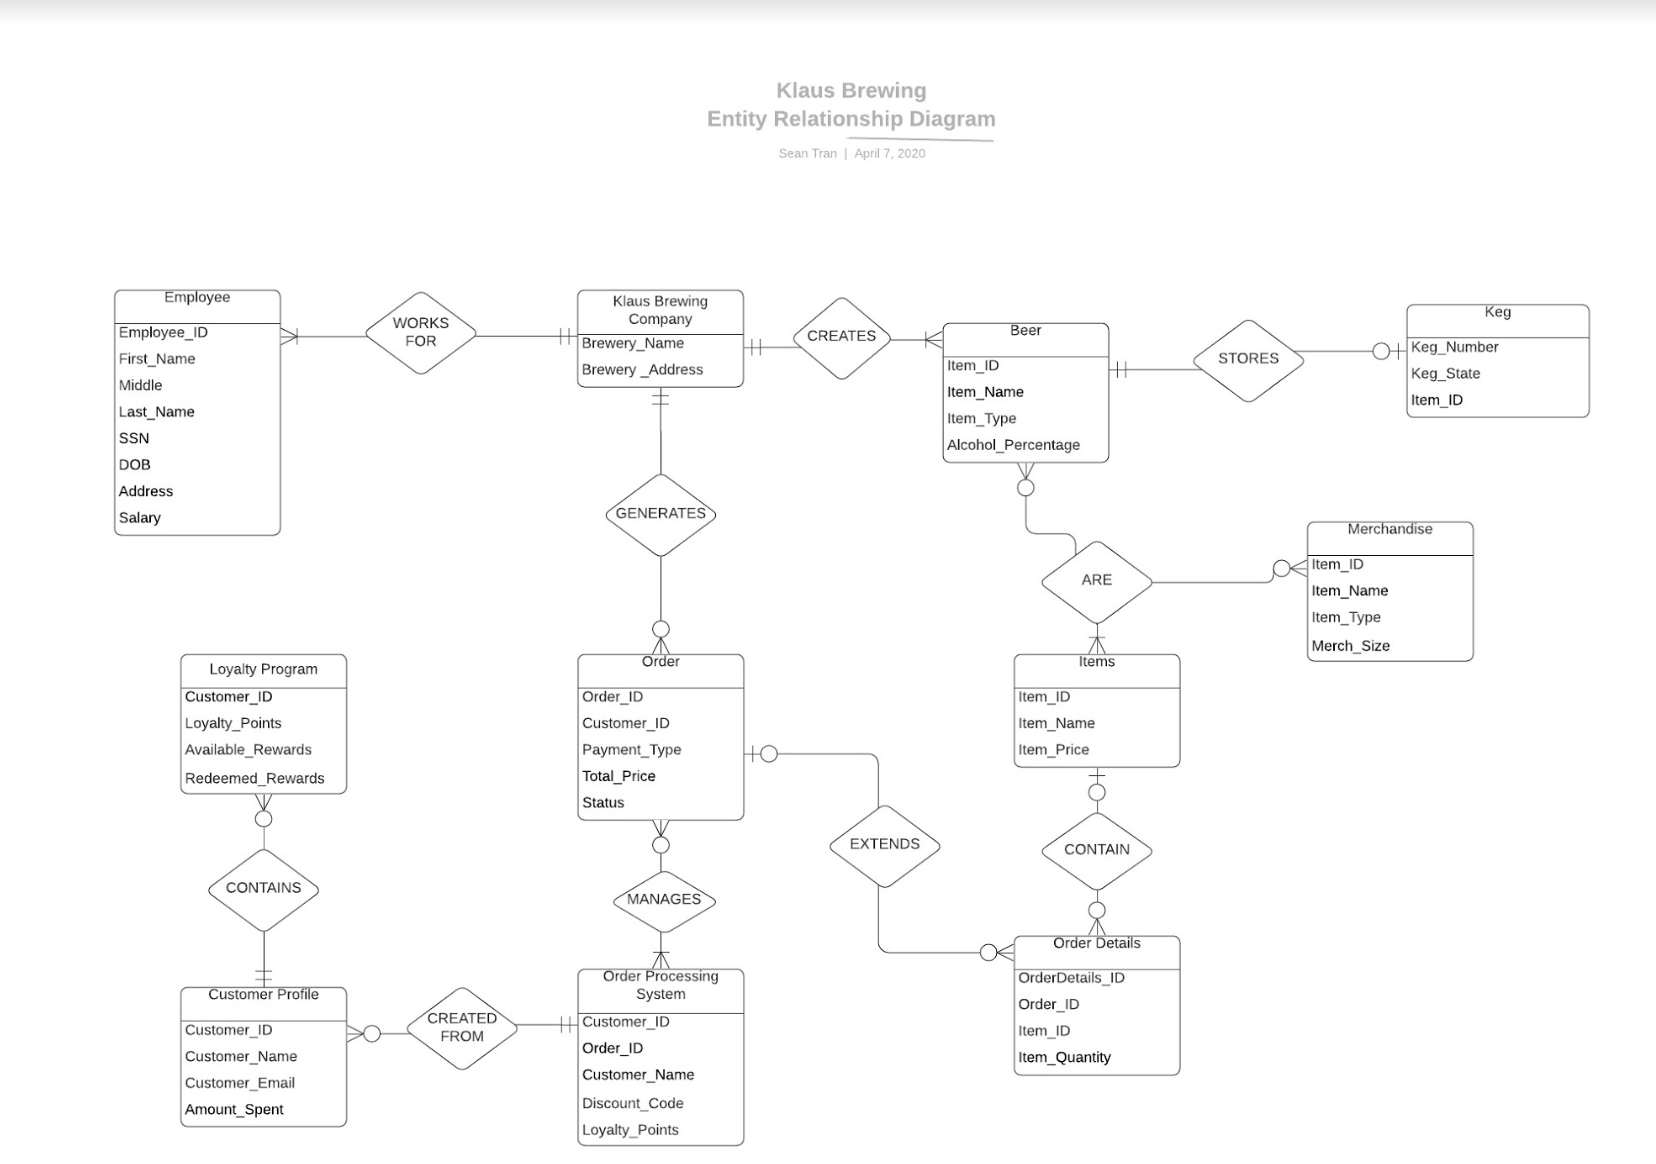 Klaus Brewing
Entity Relationship Diagram
Sean Tran | April 7, 2020
Employee
Employee_ID
First_Name
Middle
Last_Name
SSN
DOB
Address
Salary
WORKS
FOR
Klaus Brewing
Company
Brewery_Name
Brewery _Address
CREATES
Beer
Item_ID
Item_Name
Item_Type
Alcohol_Percentage
STORES
Keg
Keg_Number
Keg_State
Item_ID
GENERATES
ARE
Merchandise
Item_ID
Item_Name
Item_Type
Merch_Size
Loyalty Program
Customer_ID
Loyalty_Points
Available_Rewards
Redeemed_Rewards
Order
Order_ID
Customer_ID
Payment_Type
Total_Price
Status
Items
Item_ID
Item_Name
Item_Price
EXTENDS
CONTAIN
CONTAINS
MANAGES
Customer Profile
Customer_ID
Customer_Name
Customer_Email
Amount_Spent
CREATED
FROM
Order Processing
System
Customer_ID
Order_ID
Customer_Name
Discount_Code
Loyalty_Points
Order Details
OrderDetails_ID
Order_ID
Item_ID
Item_Quantity